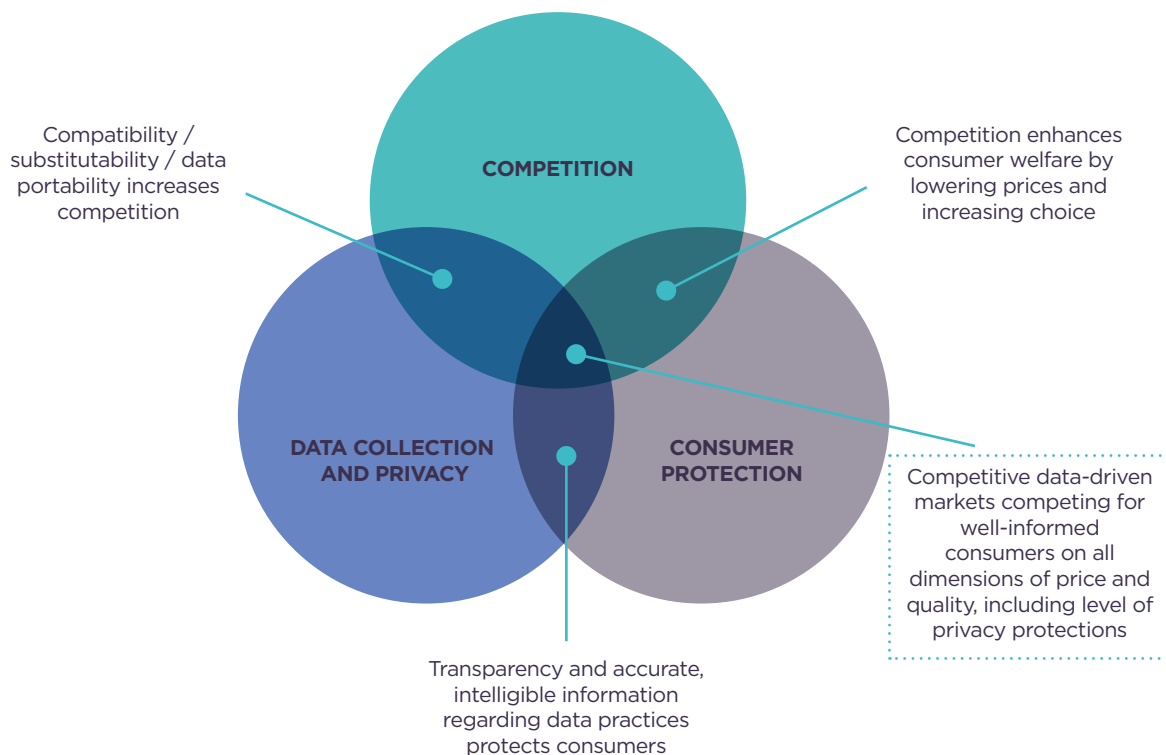 Compatibility /
substitutability / data
portability increases
competition
COMPETITION
Competition enhances
consumer welfare by
lowering prices and
increasing choice
DATA COLLECTION
AND PRIVACY
CONSUMER
PROTECTION
Competitive data-driven
markets competing for
well-informed
consumers on all
dimensions of price and
quality, including level of
privacy protections
Transparency and accurate,
intelligible information
regarding data practices
protects consumers